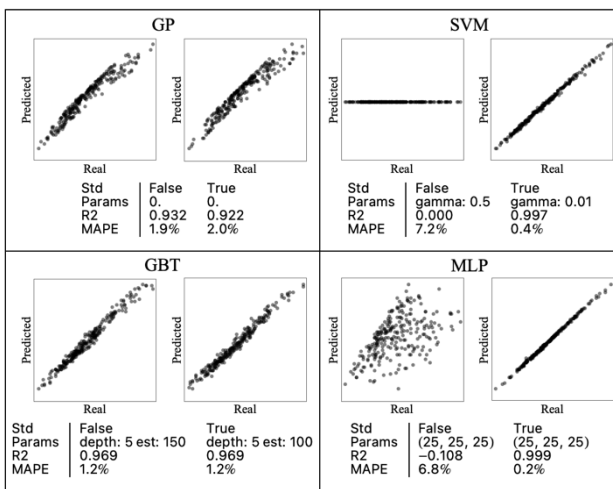 GP
Predicted
Real
Predicted
Real
Std False True
Params 0. 0.
R2 0.932 0.922
MAPE 1.9% 2.0%
SVM
Predicted
Real
Predicted
Real
Std False True
Params gamma: 0.5 gamma: 0.01
R2 0.000 0.997
MAPE 7.2% 0.4%
GBT
Predicted
Real
Predicted
Real
Std False True
Params depth: 5 est: 150 depth: 5 est: 100
R2 0.969 0.969
MAPE 1.2% 1.2%
MLP
Predicted
Real
Predicted
Real
Std False True
Params (25, 25, 25) (25, 25, 25)
R2 −0.108 0.999
MAPE 6.8% 0.2%